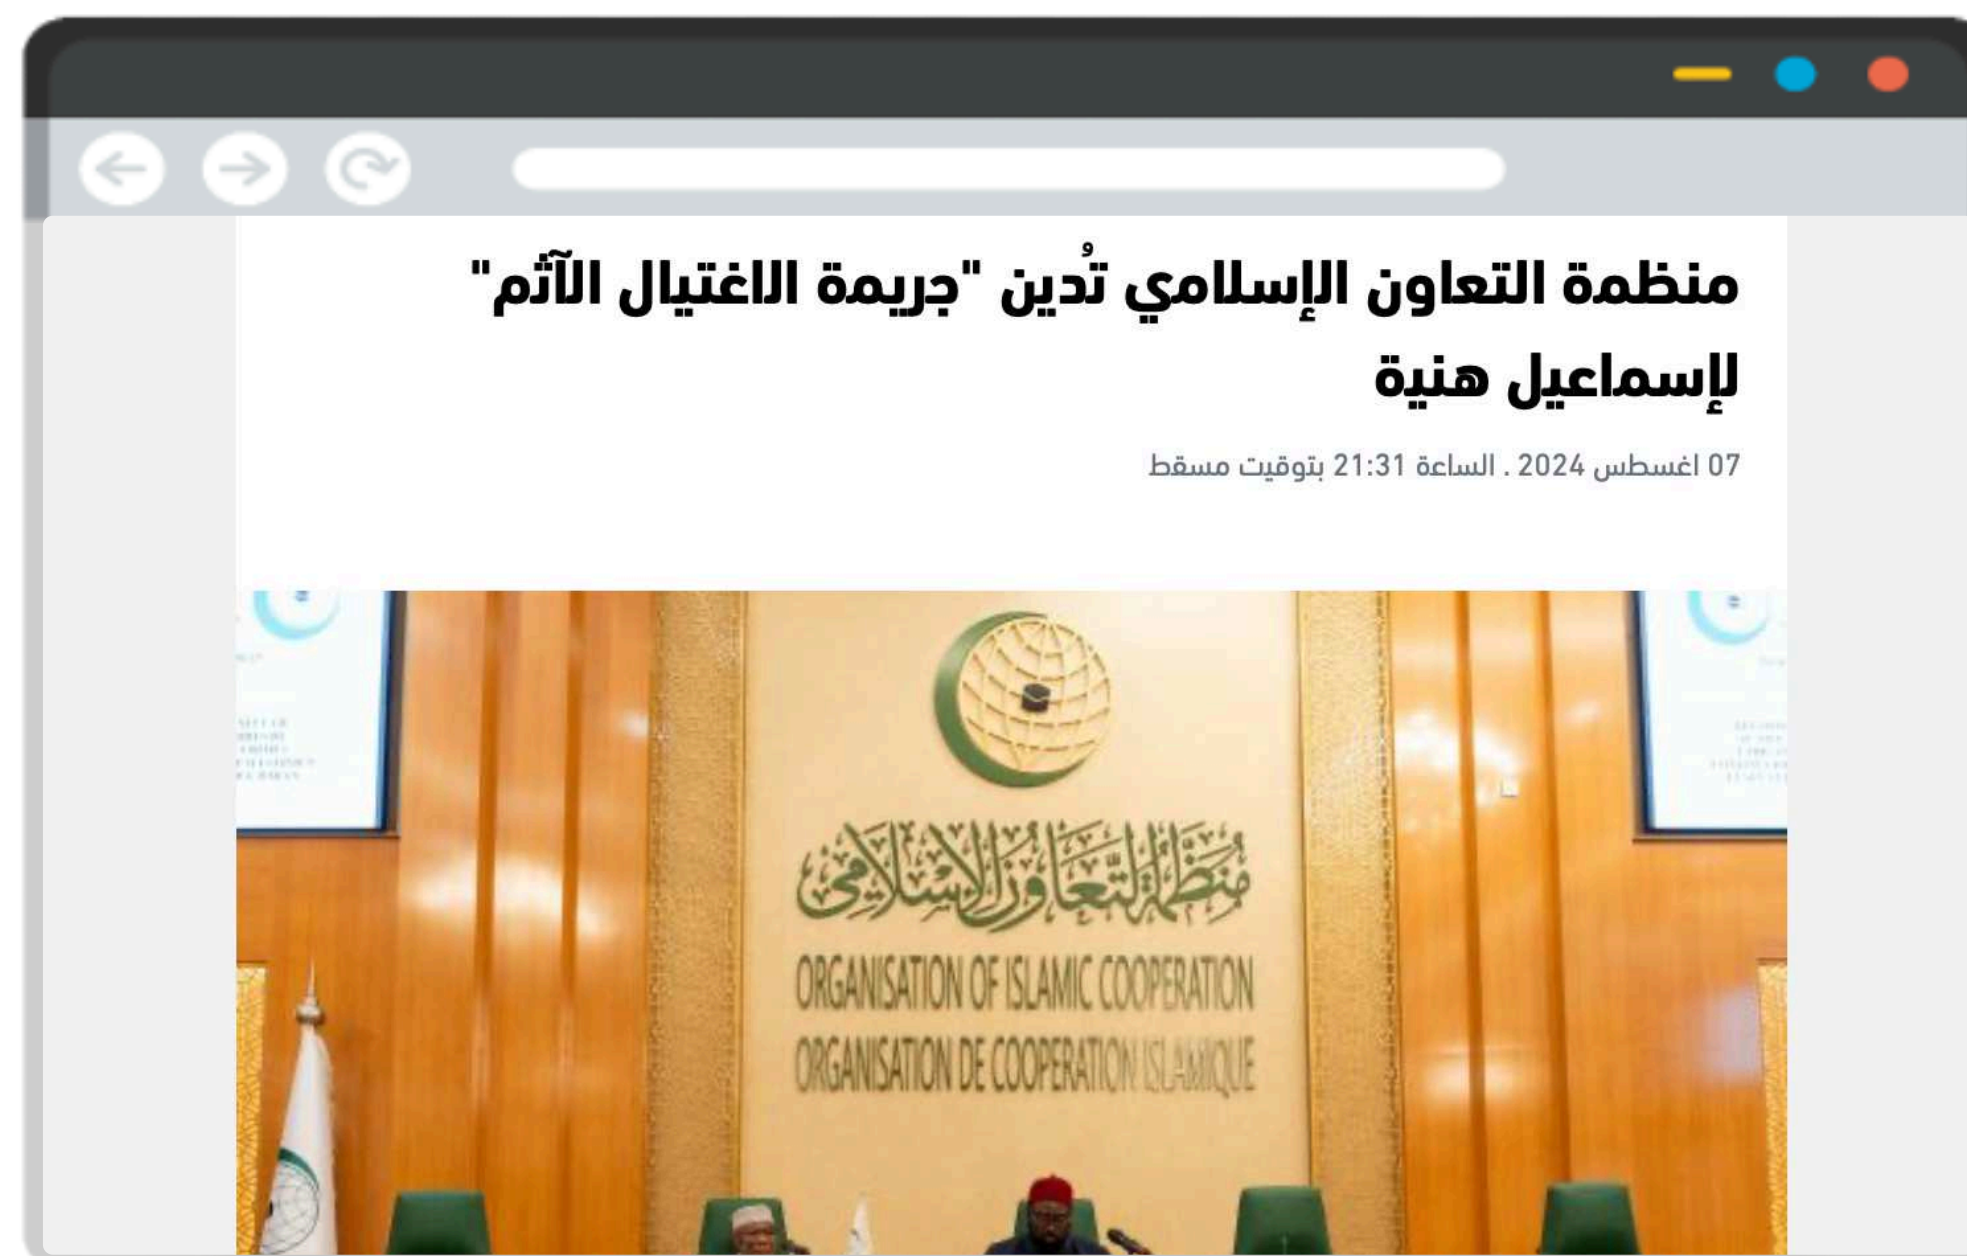 منظمة التعاون الإسلامي تُدين "جريمة الاغتيال الآثم"
لإسماعيل هنية
07 اغسطس 2024 . الساعة 21:31 بتوقيت مسقط
منظمة التعاون الإسلامي
ORGANISATION OF ISLAMIC COOPERATION
ORGANISATION DE COOPERATION ISLAMIQUE